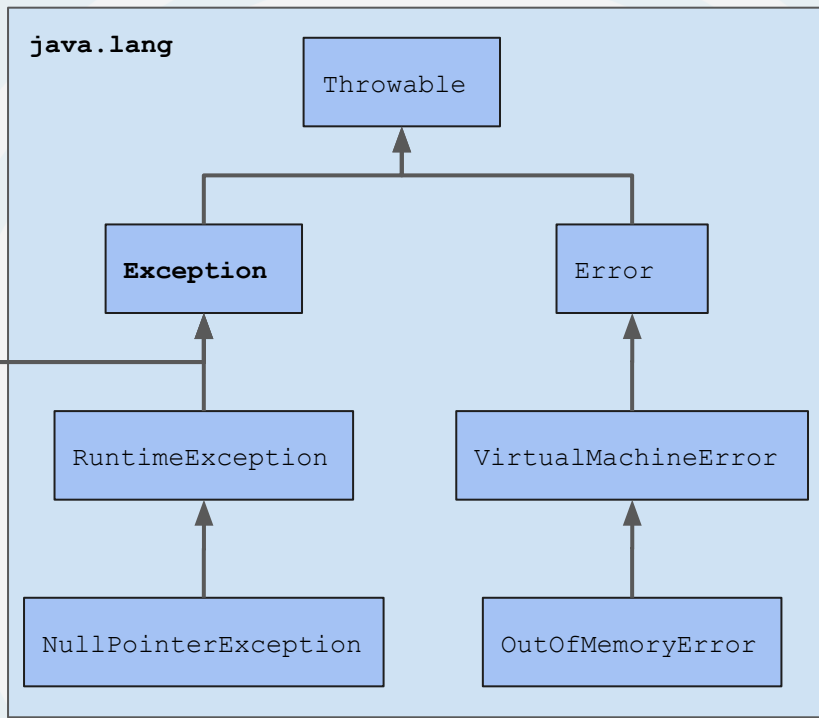 java.lang
Throwable
Exception
Error
RuntimeException
VirtualMachineError
NullPointerException
OutOfMemoryError